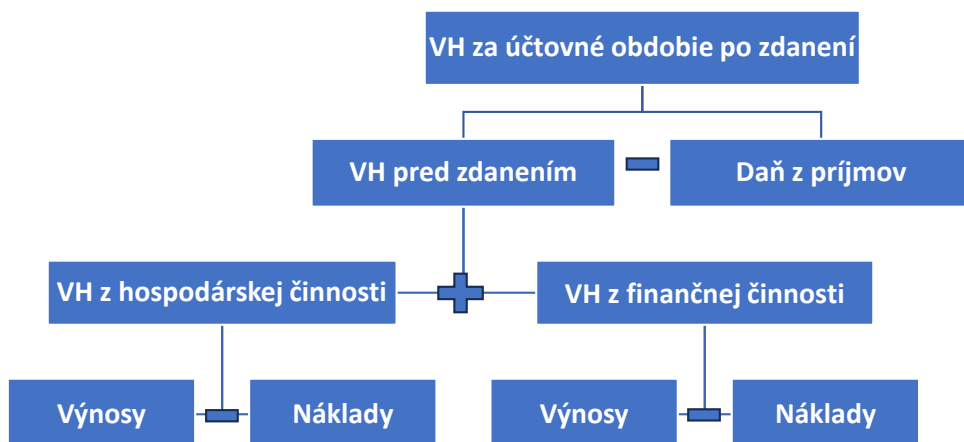 VH za účtovné obdobie po zdanení
VH pred zdanením
Daň z príjmov
VH z hospodárskej činnosti
VH z finančnej činnosti
Výnosy
Náklady
Výnosy
Náklady